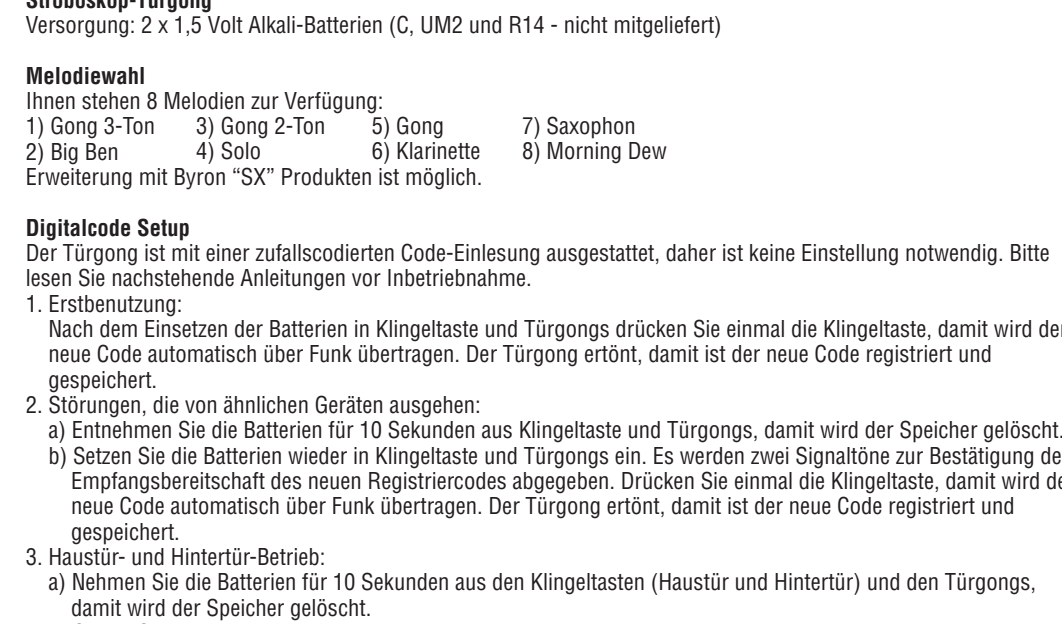 Stroboskop-Türgong
Versorgung: 2 x 1,5 Volt Alkali-Batterien (C, UM2 und R14 - nicht mitgeliefert)
Melodiewahl
Ihnen stehen 8 Melodien zur Verfügung:
1) Gong 3-Ton 3) Gong 2-Ton 5) Gong 7) Saxophon
2) Big Ben 4) Solo 6) Klarinette 8) Morning Dew
Erweiterung mit Byron “SX” Produkten ist möglich.
Digitalcode Setup
Der Türgong ist mit einer zufallscodierten Code-Einlesung ausgestattet, daher ist keine Einstellung notwendig. Bitte
lesen Sie nachstehende Anleitungen vor Inbetriebnahme.
1. Erstbenutzung:
Nach dem Einsetzen der Batterien in Klingeltaste und Türgongs drücken Sie einmal die Klingeltaste, damit wird der
neue Code automatisch über Funk übertragen. Der Türgong ertönt, damit ist der neue Code registriert und
gespeichert.
2. Störungen, die von ähnlichen Geräten ausgehen:
a) Entnehmen Sie die Batterien für 10 Sekunden aus Klingeltaste und Türgongs, damit wird der Speicher gelöscht.
b) Setzen Sie die Batterien wieder in Klingeltaste und Türgongs ein. Es werden zwei Signaltöne zur Bestätigung
Empfangsbereitschaft des neuen Registriercodes abgegeben. Drücken Sie einmal die Klingeltaste, damit wird
neue Code automatisch über Funk übertragen. Der Türgong ertönt, damit ist der neue Code registriert und
gespeichert.
3. Haustür- und Hintertür-Betrieb:
a) Nehmen Sie die Batterien für 10 Sekunden aus den Klingeltasten (Haustür und Hintertür) und den Türgongs,
damit wird der Speicher gelöscht.